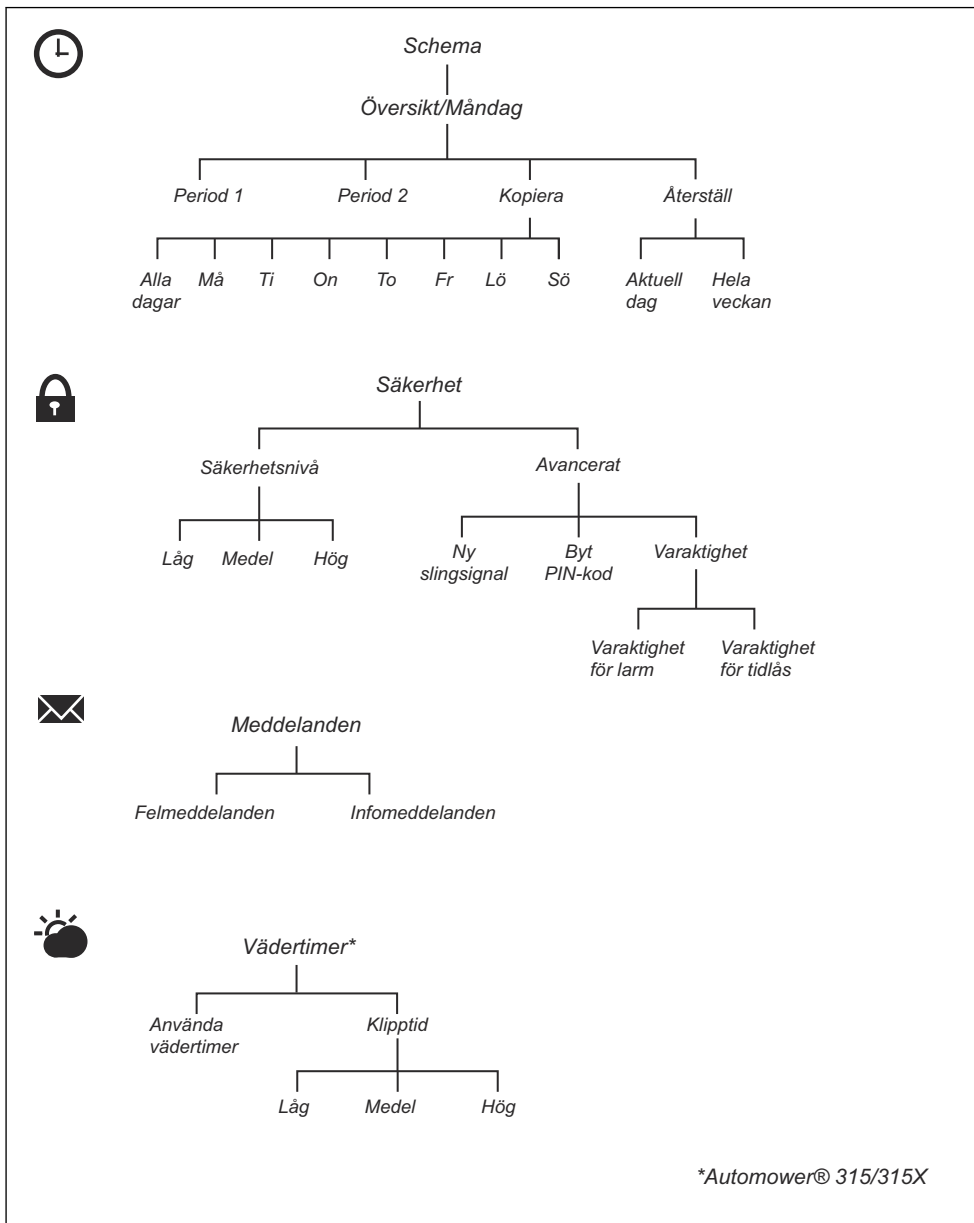 Schema
Översikt/Måndag
Period 1
Period 2
Kopiera
Återställ
Alla
dagar
Må
Ti
On
To
Fr
Lö
Sö
Aktuell
dag
Hela
veckan
Säkerhet
Säkerhetsnivå
Avancerat
Låg
Medel
Hög
Ny
slingsignal
Byt
PIN-kod
Varaktighet
Varaktighet
för larm
Varaktighet
för tidlås
Meddelanden
Felmeddelanden
Infomeddelanden
Vädertimer*
Använda
vädertimer
Klipptid
Låg
Medel
Hög
*Automower® 315/315X